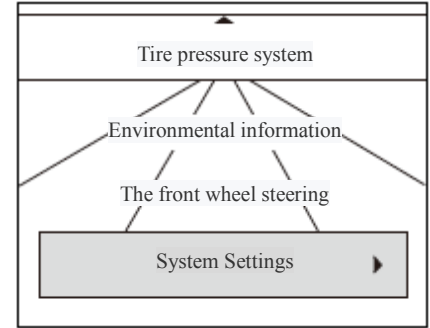 Tire pressure system
Environmental information
The front wheel steering
System Settings